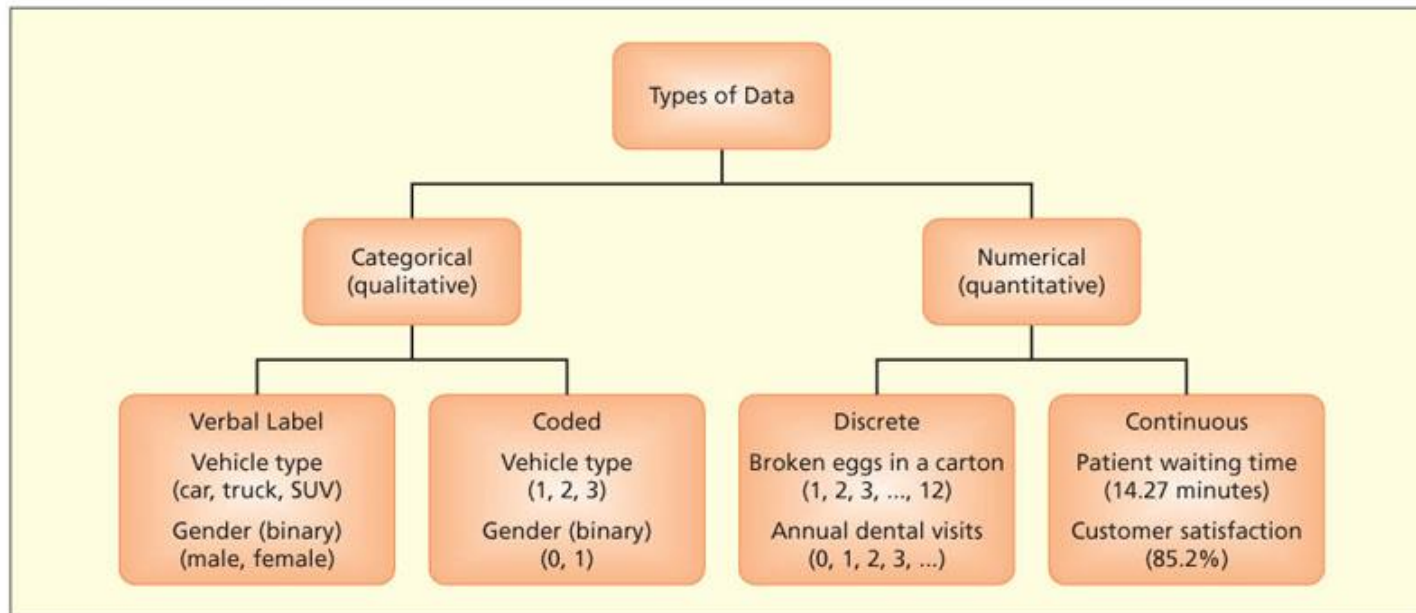 Types of Data
Categorical
(qualitative)
Numerical
(quantitative)
Verbal Label
Vehicle type
(car, truck, SUV)
Gender (binary)
(male, female)
Coded
Vehicle type
(1, 2, 3)
Gender (binary)
(0, 1)
Discrete
Broken eggs in a carton
(1, 2, 3, ..., 12)
Annual dental visits
(0, 1, 2, 3, ...)
Continuous
Patient waiting time
(14.27 minutes)
Customer satisfaction
(85.2%)